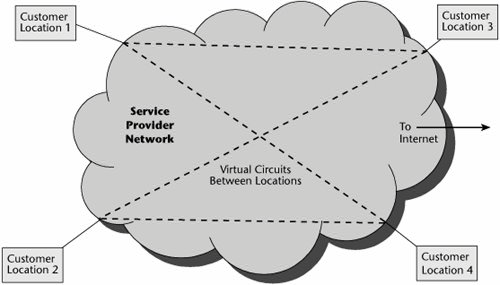 Customer
Location 1
Customer
Location 3
Service
Provider
Network
To
Internet
Virtual Circuits
Between Locations
Customer
Location 2
Customer
Location 4